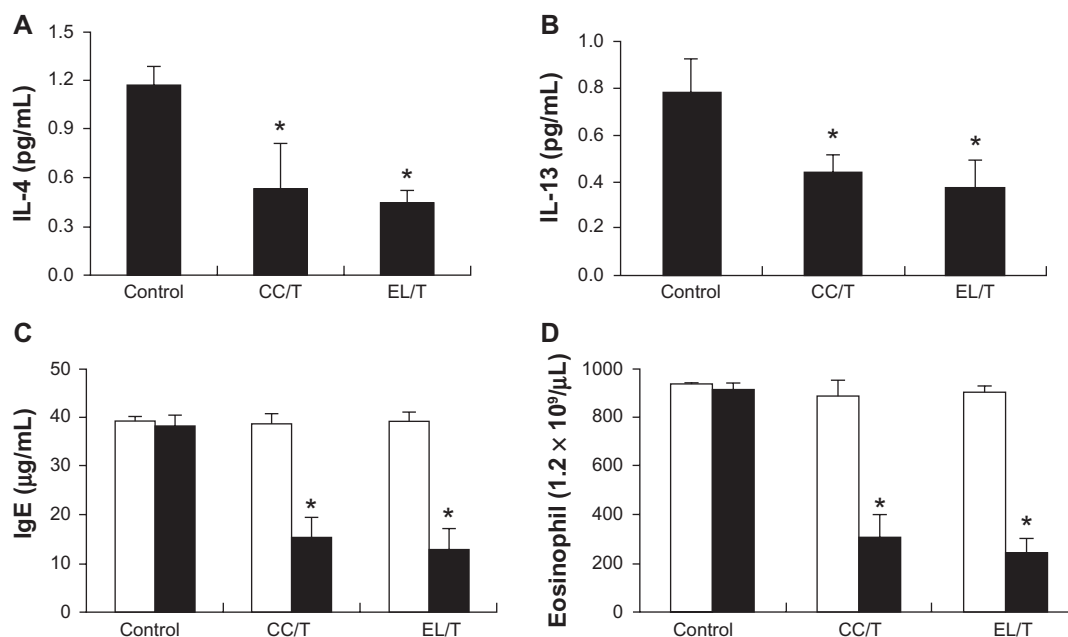 A
IL-4 (pg/mL)
1.5
1.2
0.9
0.6
0.3
0.0
*
*
Control CC/T EL/T
B
IL-13 (pg/mL)
1.0
0.8
0.6
0.4
0.2
0.0
*
*
Control CC/T EL/T
C
IgE (μg/mL)
50
40
30
20
10
0
*
*
Control CC/T EL/T
D
Eosinophil (1.2 × 10⁹/μL)
1000
800
600
400
200
0
*
*
Control CC/T EL/T